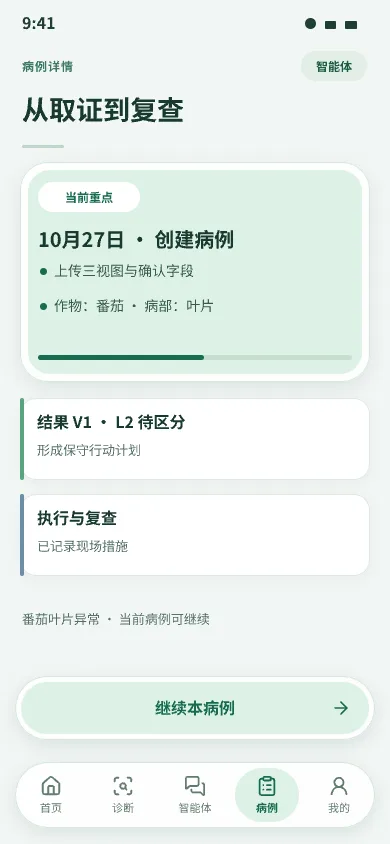 9:41
病例详情
智能体
从取证到复查
当前重点
10月27日 · 创建病例
上传三视图与确认字段
作物：番茄 · 病部：叶片
结果 V1 · L2 待区分
形成保守行动计划
执行与复查
已记录现场措施
番茄叶片异常 · 当前病例可继续
继续本病例
首页
诊断
智能体
病例
我的